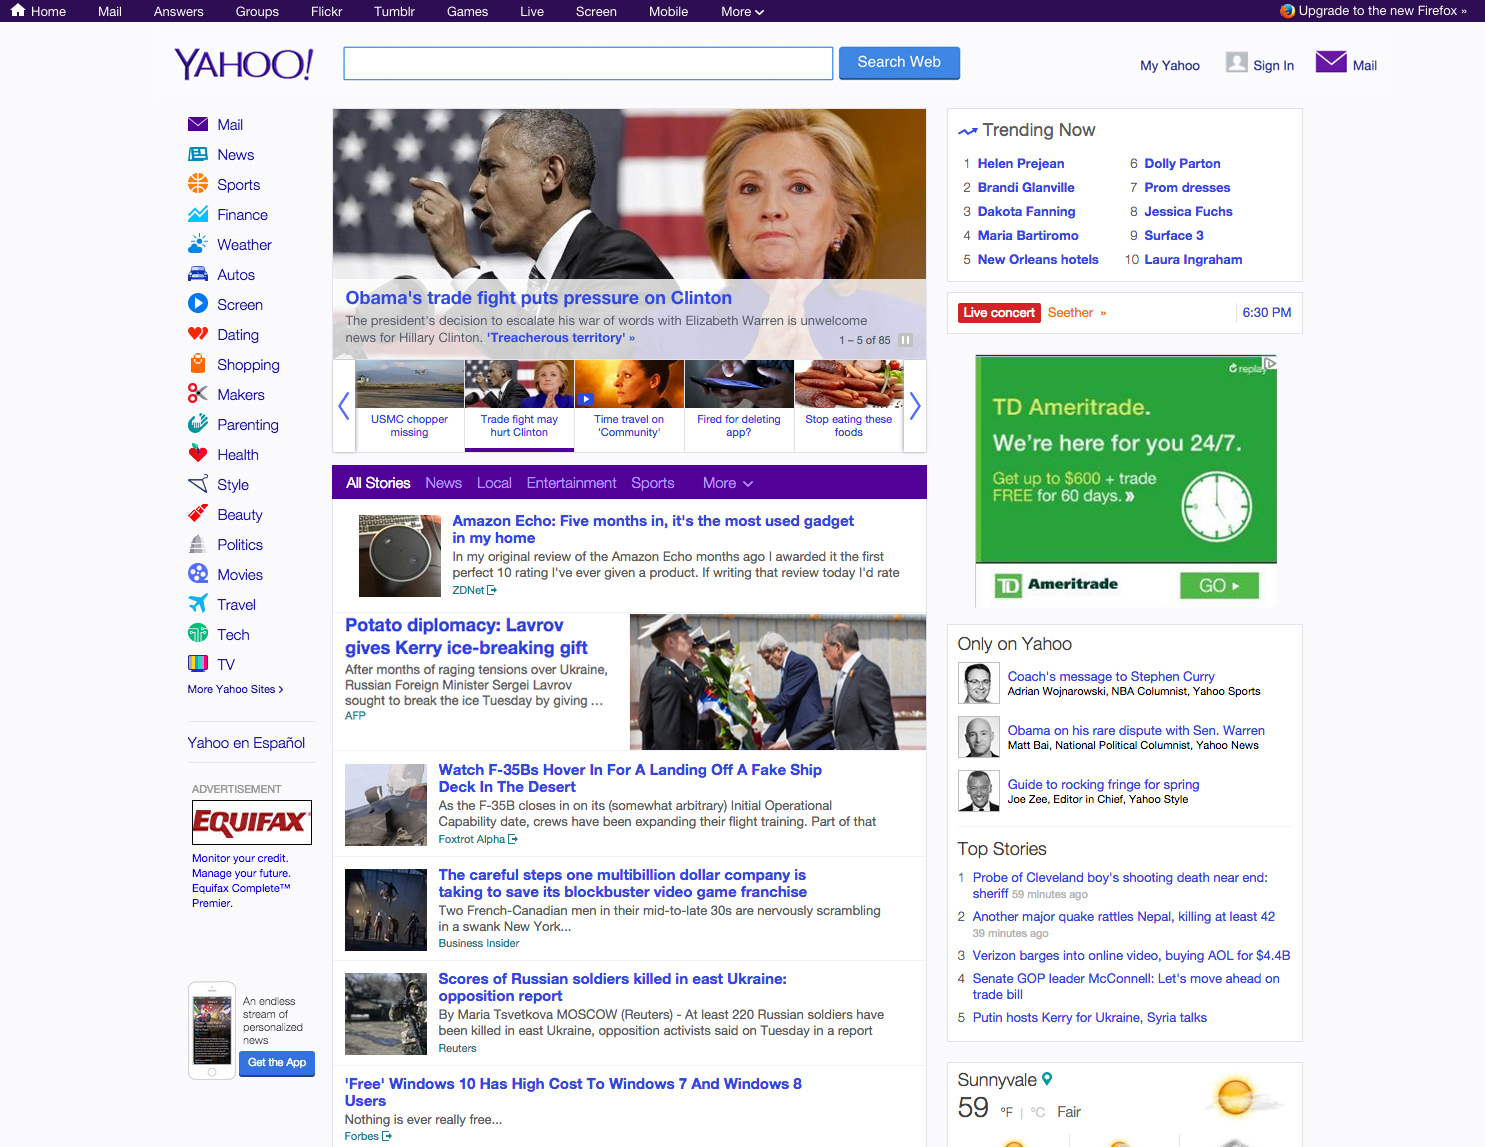 Home Mail Answers Groups Flickr Tumblr Games Live Screen Mobile More Upgrade to the new Firefox »
YAHOO! Search Web My Yahoo Sign In Mail
Mail
News
Sports
Finance
Weather
Autos
Screen
Dating
Shopping
Makers
Parenting
Health
Style
Beauty
Politics
Movies
Travel
Tech
TV
More Yahoo Sites >
Yahoo en Español
ADVERTISEMENT
EQUIFAX
Monitor your credit.
Manage your future.
Equifax Complete™
Premier.
An endless
stream of
personalized
news
Get the App
Obama's trade fight puts pressure on Clinton
The president's decision to escalate his war of words with Elizabeth Warren is unwelcome
news for Hillary Clinton. 'Treacherous territory' »
1 – 5 of 85
USMC chopper
missing
Trade fight may
hurt Clinton
Time travel on
'Community'
Fired for deleting
app?
Stop eating these
foods
All Stories News Local Entertainment Sports More
Amazon Echo: Five months in, it's the most used gadget
in my home
In my original review of the Amazon Echo months ago I awarded it the first
perfect 10 rating I've ever given a product. If writing that review today I'd rate
ZDNet
Potato diplomacy: Lavrov
gives Kerry ice-breaking gift
After months of raging tensions over Ukraine,
Russian Foreign Minister Sergei Lavrov
sought to break the ice Tuesday by giving ...
AFP
Watch F-35Bs Hover In For A Landing Off A Fake Ship
Deck In The Desert
As the F-35B closes in on its (somewhat arbitrary) Initial Operational
Capability date, crews have been expanding their flight training. Part of that
Foxtrot Alpha
The careful steps one multibillion dollar company is
taking to save its blockbuster video game franchise
Two French-Canadian men in their mid-to-late 30s are nervously scrambling
in a swank New York...
Business Insider
Scores of Russian soldiers killed in east Ukraine:
opposition report
By Maria Tsvetkova MOSCOW (Reuters) - At least 220 Russian soldiers have
been killed in east Ukraine, opposition activists said on Tuesday in a report
Reuters
'Free' Windows 10 Has High Cost To Windows 7 And Windows 8
Users
Nothing is ever really free...
Forbes
Trending Now
1 Helen Prejean
2 Brandi Glanville
3 Dakota Fanning
4 Maria Bartiromo
5 New Orleans hotels
6 Dolly Parton
7 Prom dresses
8 Jessica Fuchs
9 Surface 3
10 Laura Ingraham
Live concert Seether » 6:30 PM
replay
TD Ameritrade.
We're here for you 24/7.
Get up to $600 + trade
FREE for 60 days. »
TD Ameritrade GO
Only on Yahoo
Coach's message to Stephen Curry
Adrian Wojnarowski, NBA Columnist, Yahoo Sports
Obama on his rare dispute with Sen. Warren
Matt Bai, National Political Columnist, Yahoo News
Guide to rocking fringe for spring
Joe Zee, Editor in Chief, Yahoo Style
Top Stories
1 Probe of Cleveland boy's shooting death near end:
sheriff 59 minutes ago
2 Another major quake rattles Nepal, killing at least 42
39 minutes ago
3 Verizon barges into online video, buying AOL for $4.4B
4 Senate GOP leader McConnell: Let's move ahead on
trade bill
5 Putin hosts Kerry for Ukraine, Syria talks
Sunnyvale
59 °F | °C Fair